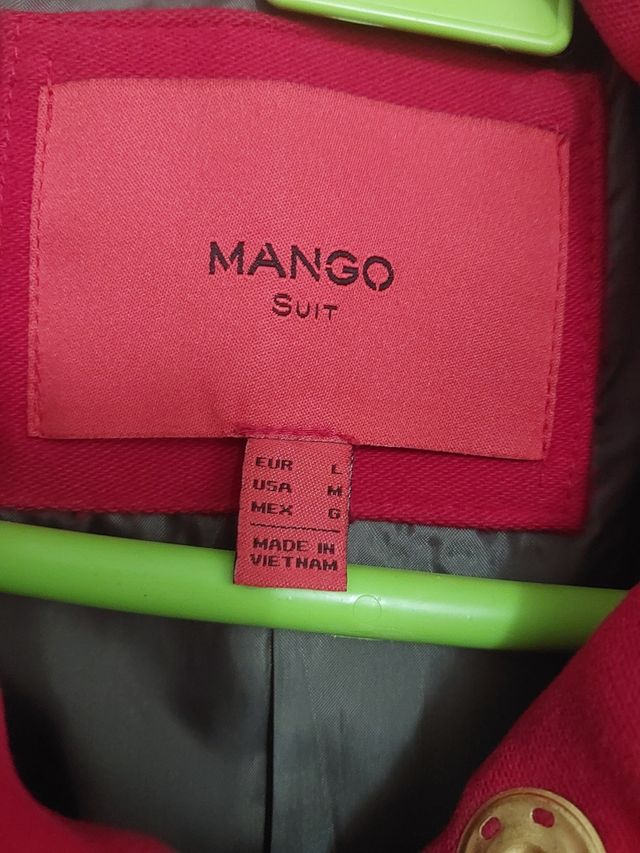 MANGO
SUIT
EUR L
USA M
MEX G
MADE IN
VIETNAM